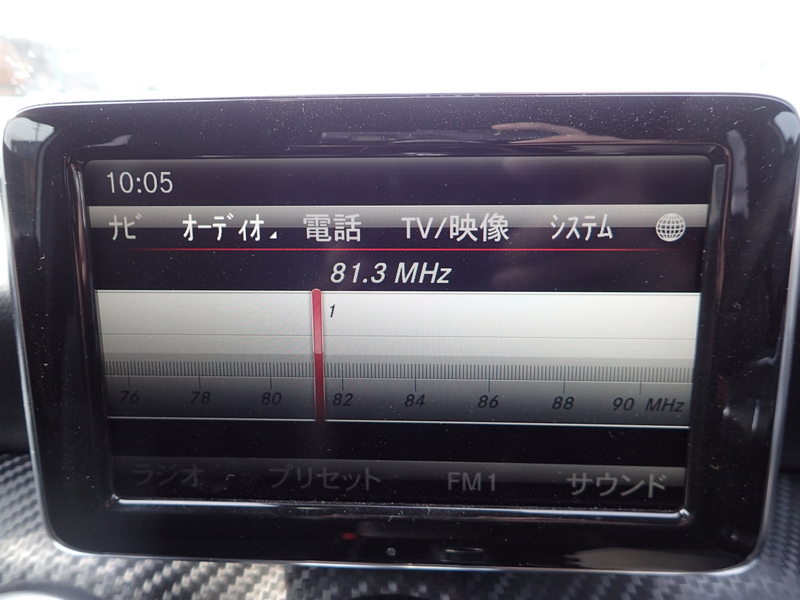 10:05
ナビ オーディオ 電話 TV/映像 システム
81.3 MHz
1
76 78 80 82 84 86 88 90 MHz
ラジオ プリセット FM1 サウンド